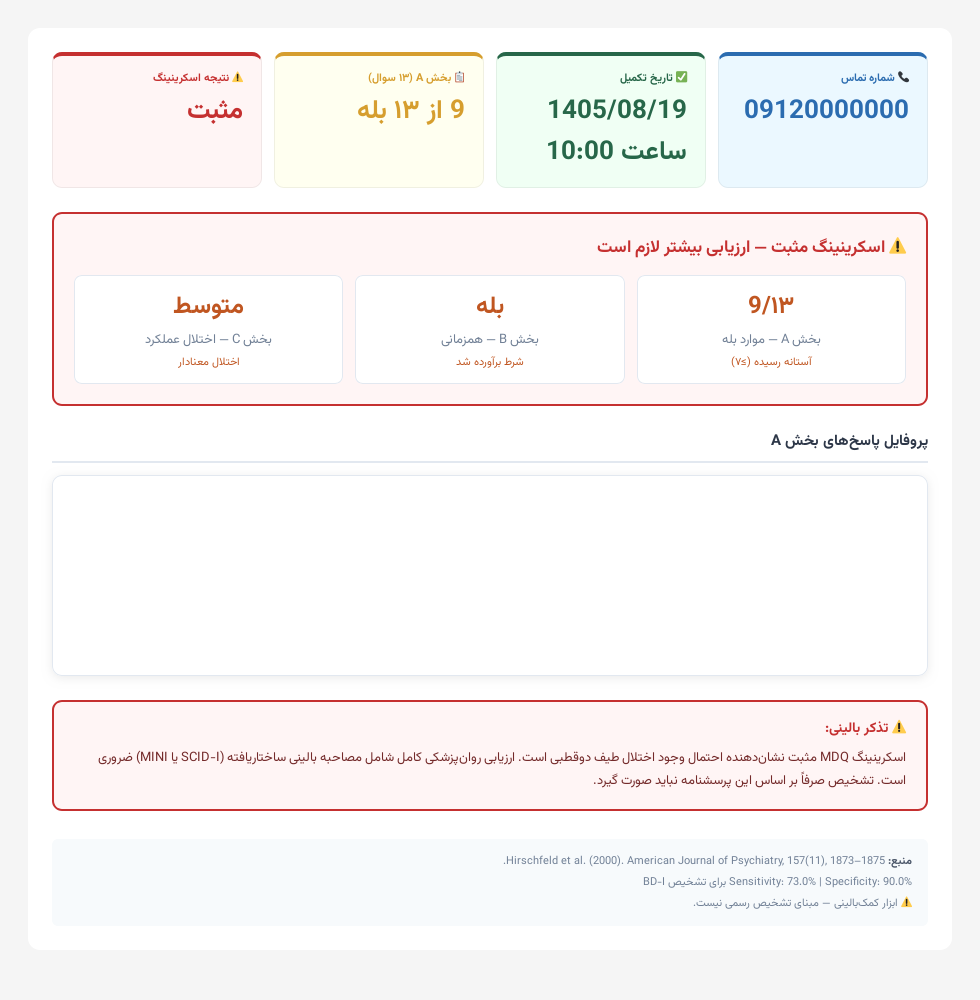 📞 شماره تماس
09120000000
✅ تاریخ تکمیل
1405/08/19
ساعت 10:00
📋 بخش A (۱۳ سوال)
9 از ۱۳ بله
⚠️ نتیجه اسکرینینگ
مثبت
⚠️ اسکرینینگ مثبت — ارزیابی بیشتر لازم است
9/۱۳
بخش A — موارد بله
آستانه رسیده (≥۷)
بله
بخش B — همزمانی
شرط برآورده شد
متوسط
بخش C — اختلال عملکرد
اختلال معنادار
پروفایل پاسخ‌های بخش A
⚠️ تذکر بالینی:
اسکرینینگ MDQ مثبت نشان‌دهنده احتمال وجود اختلال طیف دوقطبی است. ارزیابی روان‌پزشکی کامل شامل مصاحبه بالینی ساختاریافته (SCID-I یا MINI) ضروری
است. تشخیص صرفاً بر اساس این پرسشنامه نباید صورت گیرد.
منبع: Hirschfeld et al. (2000). American Journal of Psychiatry, 157(11), 1873–1875.
Sensitivity: 73.0% | Specificity: 90.0% برای تشخیص BD-I
⚠️ ابزار کمک‌بالینی — مبنای تشخیص رسمی نیست.